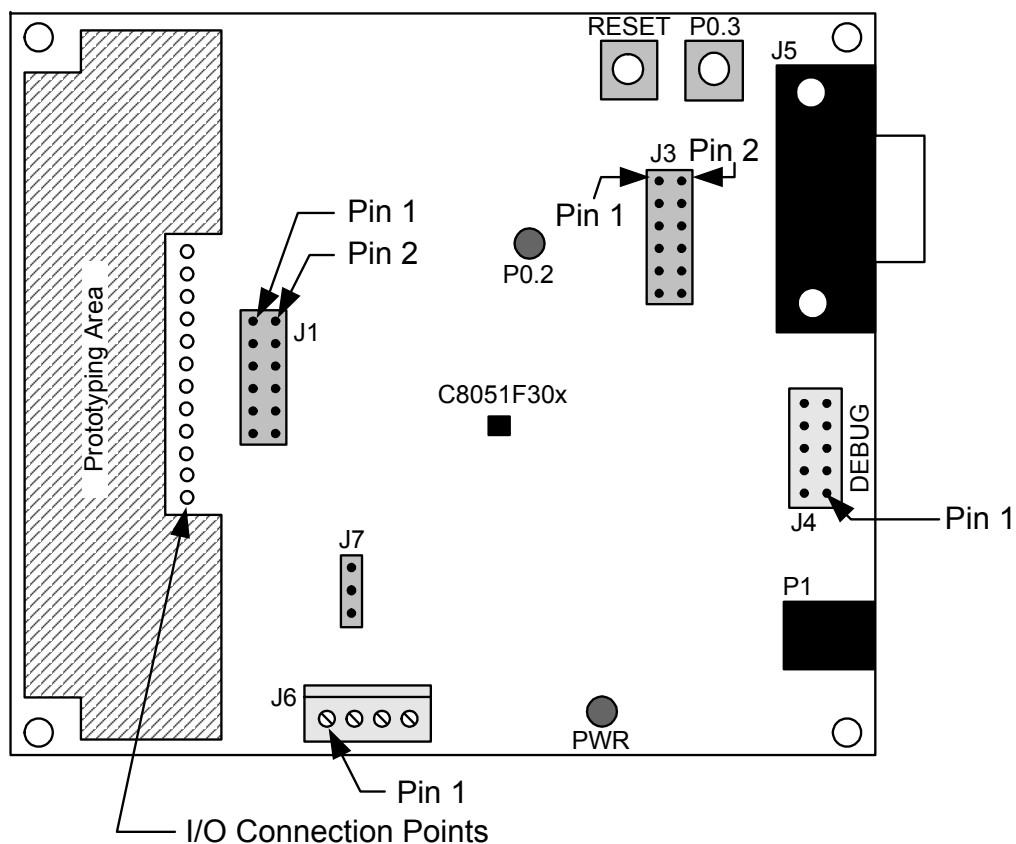 RESET
P0.3
J5
J3
Pin 2
Pin 1
Pin 1
Pin 2
P0.2
J1
Prototyping Area
C8051F30x
DEBUG
J4
Pin 1
J7
P1
J6
PWR
Pin 1
I/O Connection Points